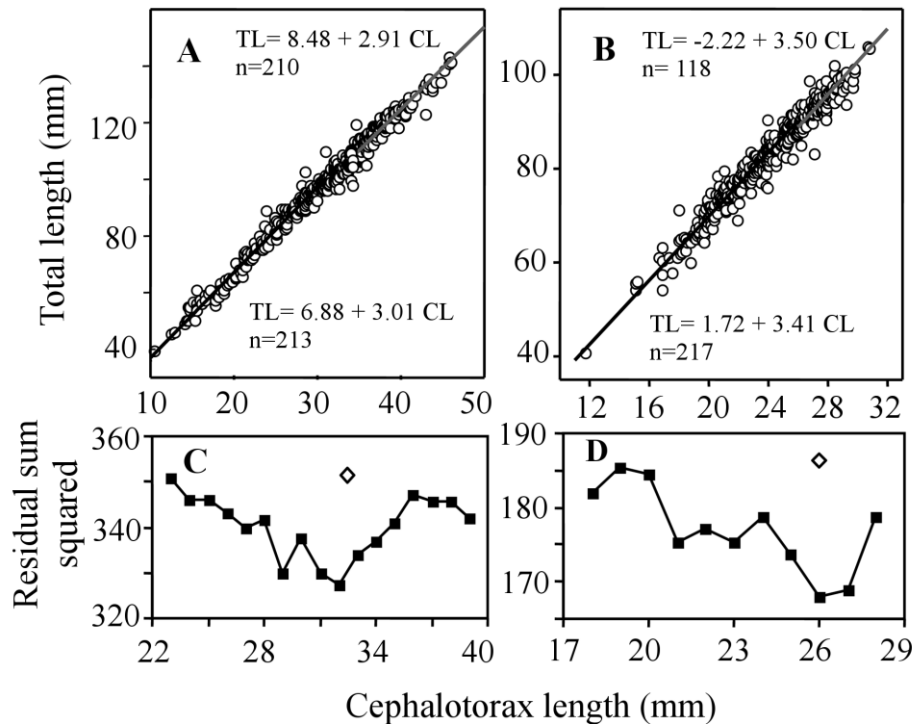 A
TL= 8.48 + 2.91 CL
n=210
TL= 6.88 + 3.01 CL
n=213
120
80
40
10 20 30 40 50
B
TL= -2.22 + 3.50 CL
n= 118
TL= 1.72 + 3.41 CL
n=217
100
80
60
40
12 16 20 24 28 32
Total length (mm)
C
360
340
320
22 28 34 40
D
190
180
170
17 20 23 26 29
Residual sum
squared
Cephalotorax length (mm)